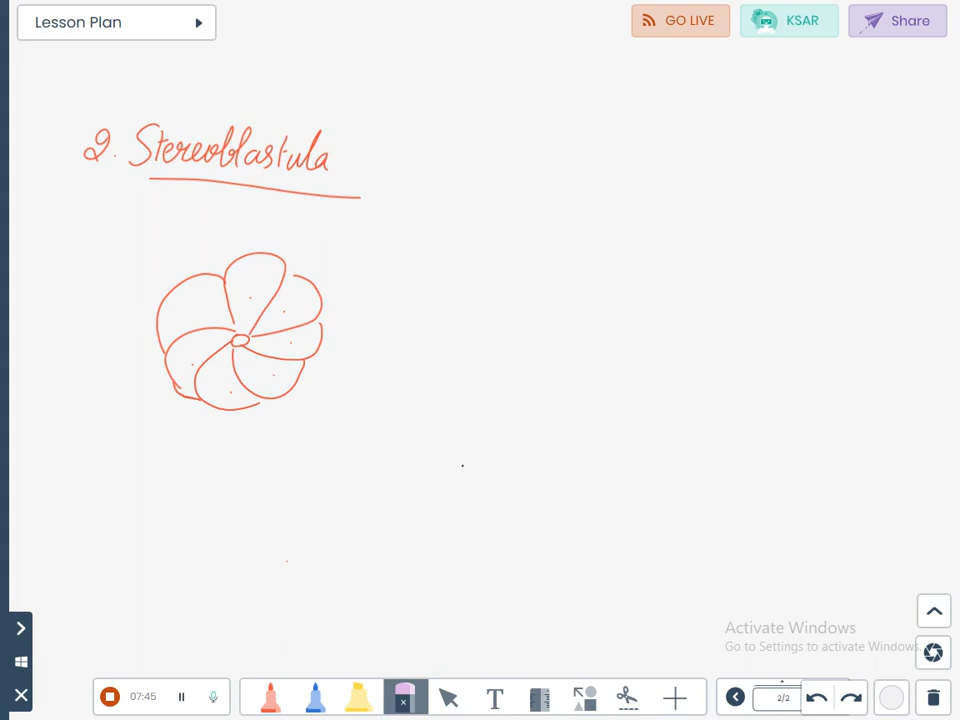 Lesson Plan
GO LIVE
KSAR
Share
2. Stereoblastula
Activate Windows
Go to Settings to activate Windows.
07:45
T
2/2